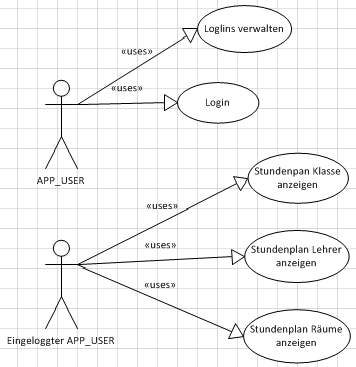 Loglins verwalten
«uses»
«uses»
Login
APP_USER
Stundenpan Klasse
anzeigen
«uses»
«uses»
Stundenplan Lehrer
anzeigen
«uses»
Stundenplan Räume
anzeigen
Eingeloggter APP_USER